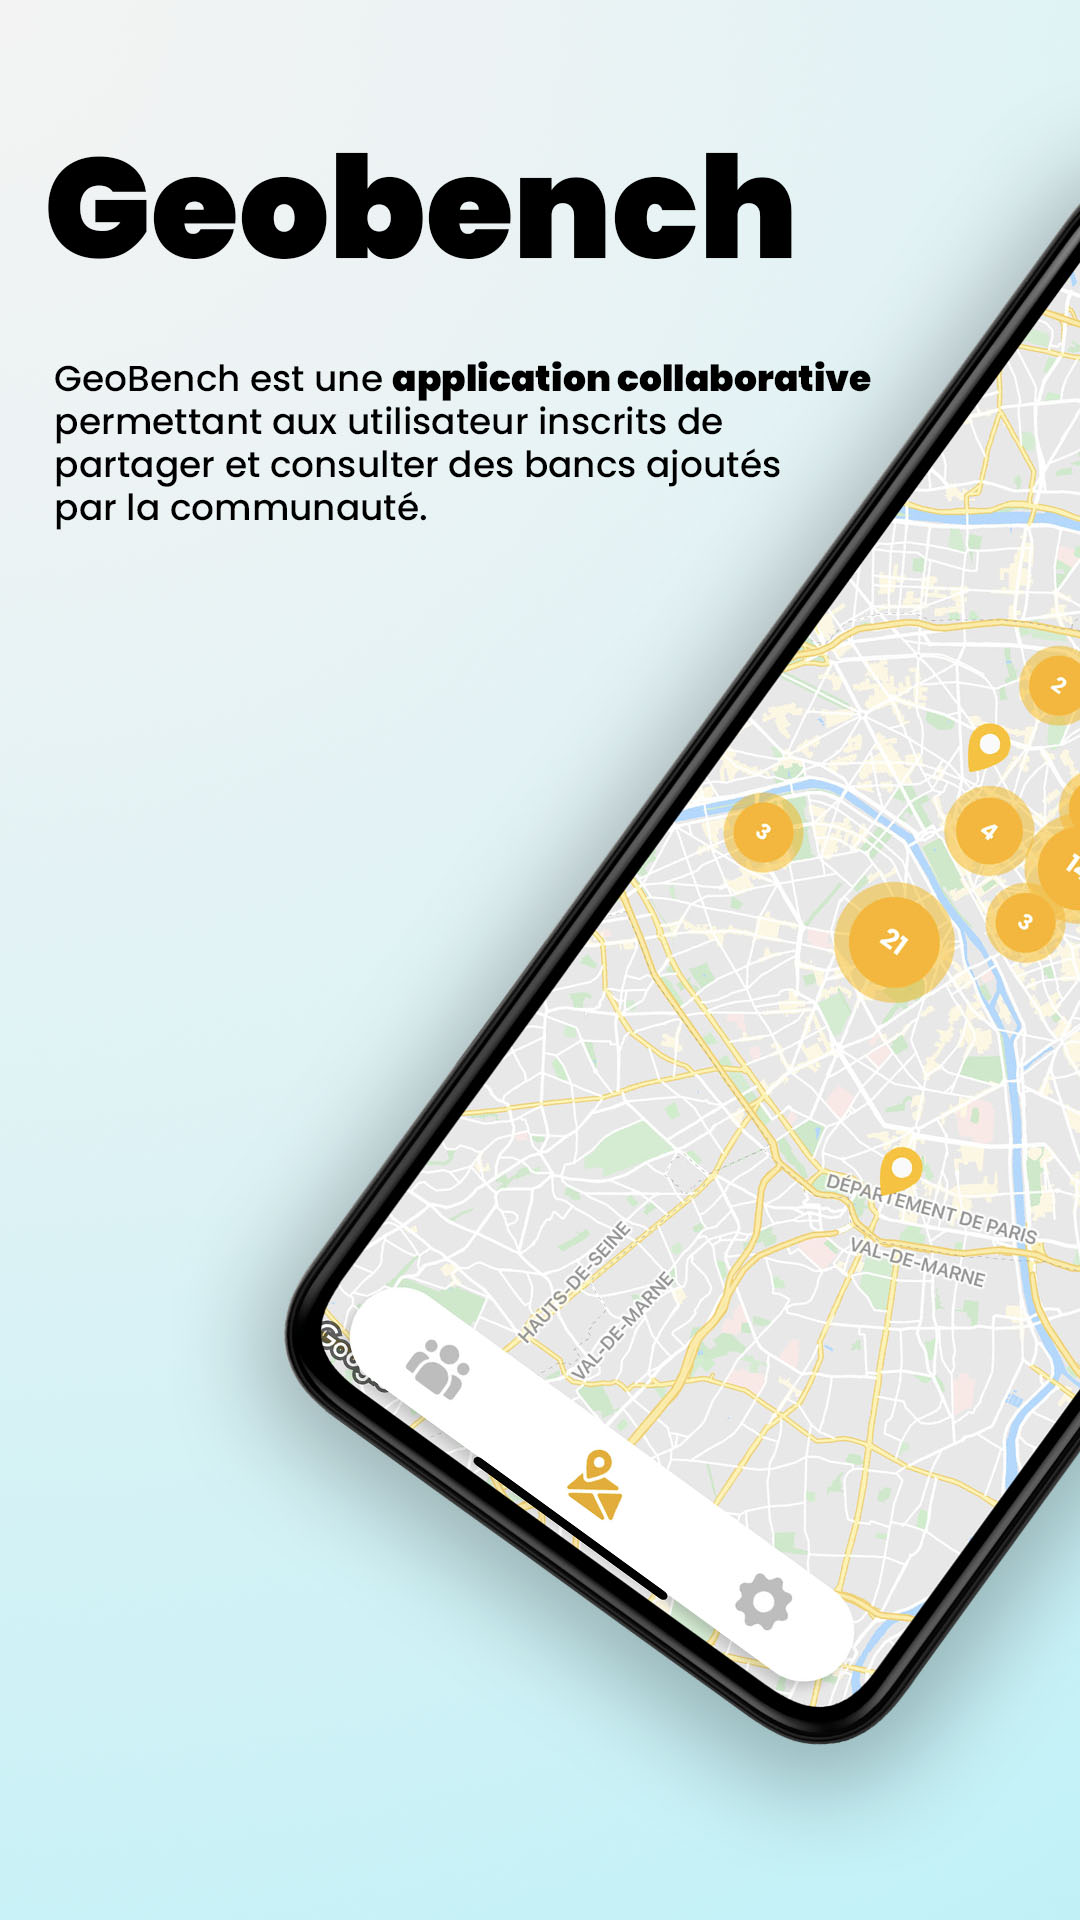 Geobench
GeoBench est une application collaborative
permettant aux utilisateur inscrits de
partager et consulter des bancs ajoutés
par la communauté.
2
3
4
3
21
DÉPARTEMENT DE PARIS
VAL-DE-MARNE
HAUTS-DE-SEINE
VAL-DE-MARNE